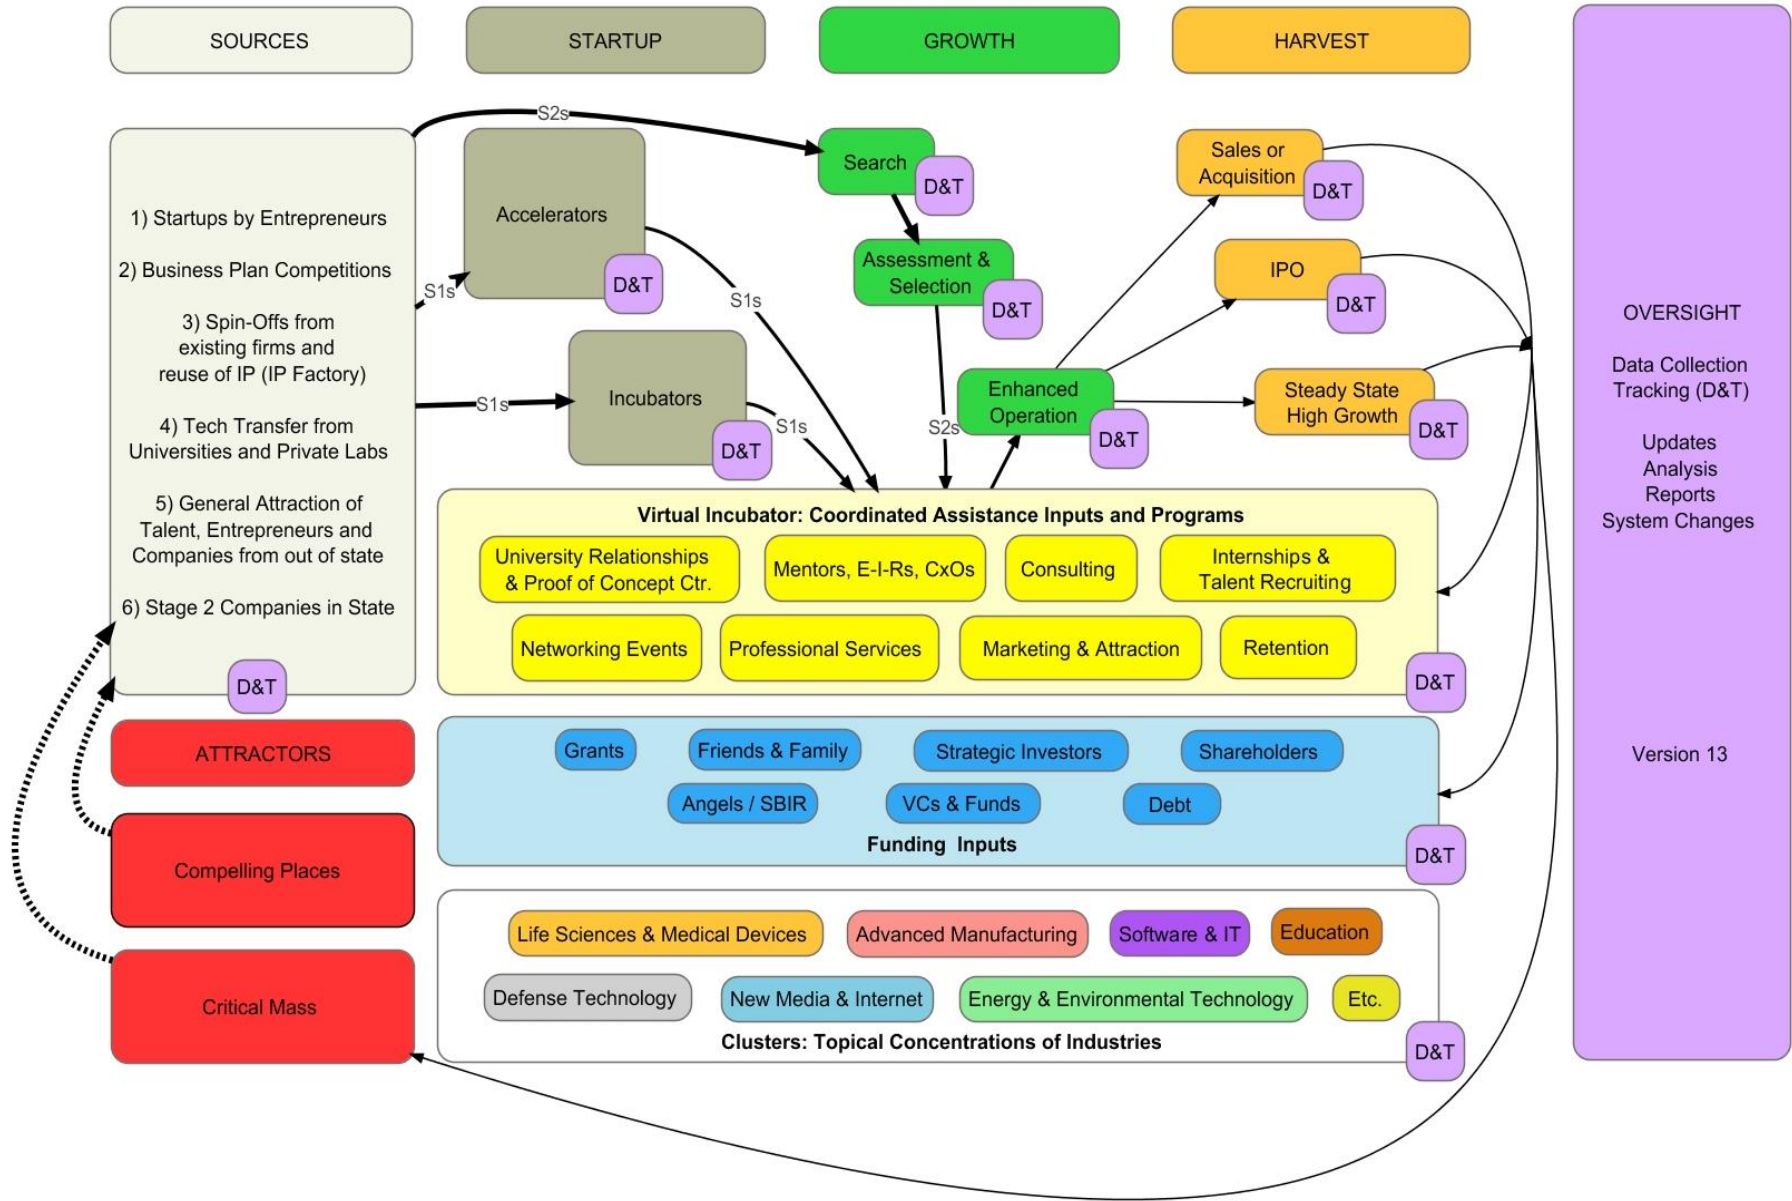 SOURCES
STARTUP
GROWTH
HARVEST
1) Startups by Entrepreneurs
2) Business Plan Competitions
3) Spin-Offs from
existing firms and
reuse of IP (IP Factory)
4) Tech Transfer from
Universities and Private Labs
5) General Attraction of
Talent, Entrepreneurs and
Companies from out of state
6) Stage 2 Companies in State
D&T
S2s
S1s
S1s
Accelerators
D&T
S1s
Incubators
D&T
S1s
Search
D&T
Assessment &
Selection
D&T
S2s
Enhanced
Operation
D&T
Sales or
Acquisition
D&T
IPO
D&T
Steady State
High Growth
D&T
Virtual Incubator: Coordinated Assistance Inputs and Programs
University Relationships
& Proof of Concept Ctr.
Mentors, E-I-Rs, CxOs
Consulting
Internships &
Talent Recruiting
Networking Events
Professional Services
Marketing & Attraction
Retention
D&T
ATTRACTORS
Compelling Places
Critical Mass
Grants
Friends & Family
Strategic Investors
Shareholders
Angels / SBIR
VCs & Funds
Debt
Funding Inputs
D&T
Life Sciences & Medical Devices
Advanced Manufacturing
Software & IT
Education
Defense Technology
New Media & Internet
Energy & Environmental Technology
Etc.
Clusters: Topical Concentrations of Industries
D&T
OVERSIGHT
Data Collection
Tracking (D&T)
Updates
Analysis
Reports
System Changes
Version 13